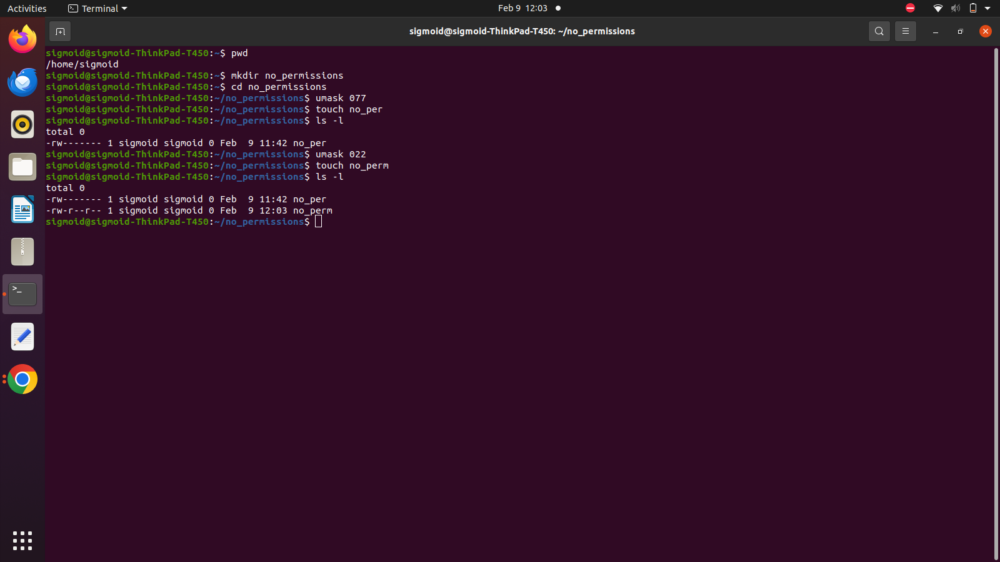 Activities
Terminal
Feb 9 12:03
sigmoid@sigmoid-ThinkPad-T450: ~/no_permissions
sigmoid@sigmoid-ThinkPad-T450:~$ pwd
/home/sigmoid
sigmoid@sigmoid-ThinkPad-T450:~$ mkdir no_permissions
sigmoid@sigmoid-ThinkPad-T450:~$ cd no_permissions
sigmoid@sigmoid-ThinkPad-T450:~/no_permissions$ umask 077
sigmoid@sigmoid-ThinkPad-T450:~/no_permissions$ touch no_per
sigmoid@sigmoid-ThinkPad-T450:~/no_permissions$ ls -l
total 0
-rw------- 1 sigmoid sigmoid 0 Feb  9 11:42 no_per
sigmoid@sigmoid-ThinkPad-T450:~/no_permissions$ umask 022
sigmoid@sigmoid-ThinkPad-T450:~/no_permissions$ touch no_perm
sigmoid@sigmoid-ThinkPad-T450:~/no_permissions$ ls -l
total 0
-rw------- 1 sigmoid sigmoid 0 Feb  9 11:42 no_per
-rw-r--r-- 1 sigmoid sigmoid 0 Feb  9 12:03 no_perm
sigmoid@sigmoid-ThinkPad-T450:~/no_permissions$